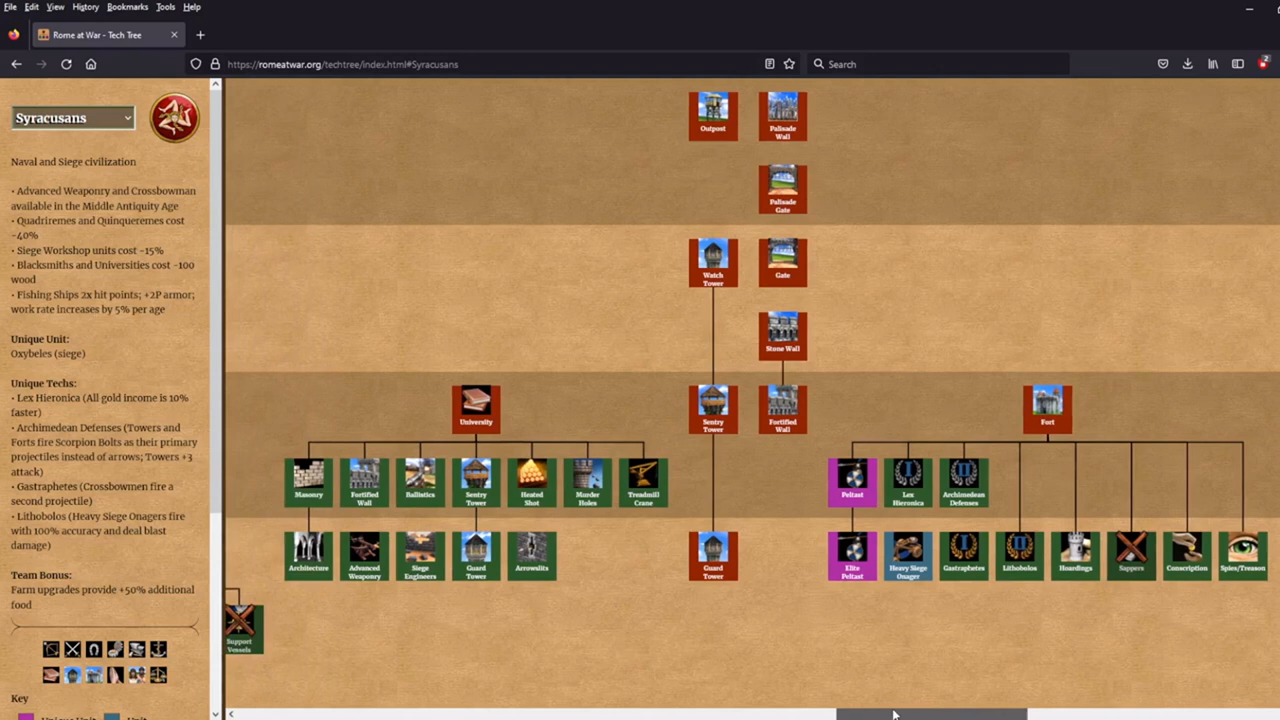 File Edit View History Bookmarks Tools Help
Rome at War - Tech Tree
https://romeatwar.org/techtree/index.html#Syracusans
Search
2
Syracusans
Naval and Siege civilization
• Advanced Weaponry and Crossbowman
available in the Middle Antiquity Age
• Quadriremes and Quinqueremes cost
-40%
• Siege Workshop units cost -15%
• Blacksmiths and Universities cost -100
wood
• Fishing Ships 2x hit points; +2P armor;
work rate increases by 5% per age
Unique Unit:
Oxybeles (siege)
Unique Techs:
• Lex Hieronica (All gold income is 10%
faster)
• Archimedean Defenses (Towers and
Forts fire Scorpion Bolts as their primary
projectiles instead of arrows; Towers +3
attack)
• Gastraphetes (Crossbowmen fire a
second projectile)
• Lithobolos (Heavy Siege Onagers fire
with 100% accuracy and deal blast
damage)
Team Bonus:
Farm upgrades provide +50% additional
food
Key
Unique Unit
Unit
Outpost
Palisade
Wall
Palisade
Gate
Watch
Tower
Gate
Stone Wall
University
Sentry
Tower
Fortified
Wall
Fort
Masonry
Fortified
Wall
Ballistics
Sentry
Tower
Heated
Shot
Murder
Holes
Treadmill
Crane
Peltast
I
Lex
Hieronica
II
Archimedean
Defenses
Architecture
Advanced
Weaponry
Siege
Engineers
Guard
Tower
Arrowslits
Guard
Tower
Elite
Peltast
Heavy Siege
Onager
I
Gastraphetes
II
Lithobolos
Hoardings
Sappers
Conscription
Spies/Treason
Support
Vessels